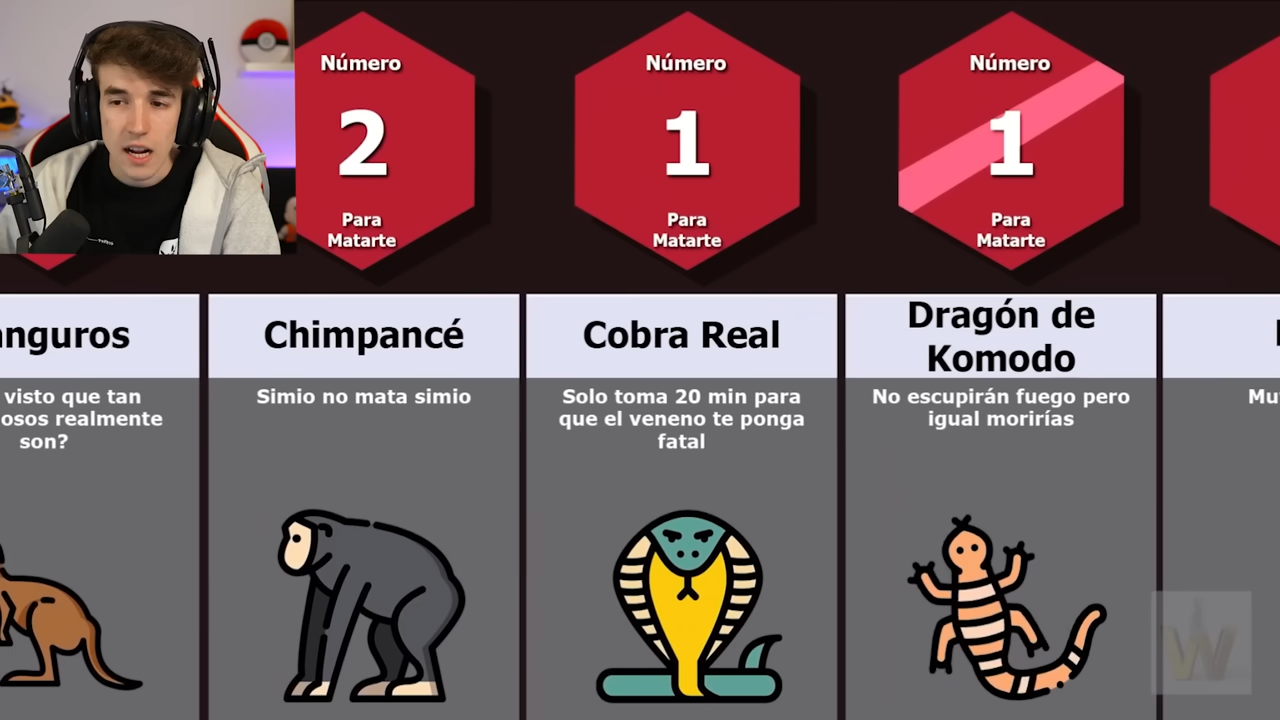 Número
2
Para
Matarte
Número
1
Para
Matarte
Número
1
Para
Matarte
anguros
visto que tan
osos realmente
son?
Chimpancé
Simio no mata simio
Cobra Real
Solo toma 20 min para
que el veneno te ponga
fatal
Dragón de
Komodo
No escupirán fuego pero
igual morirías
W